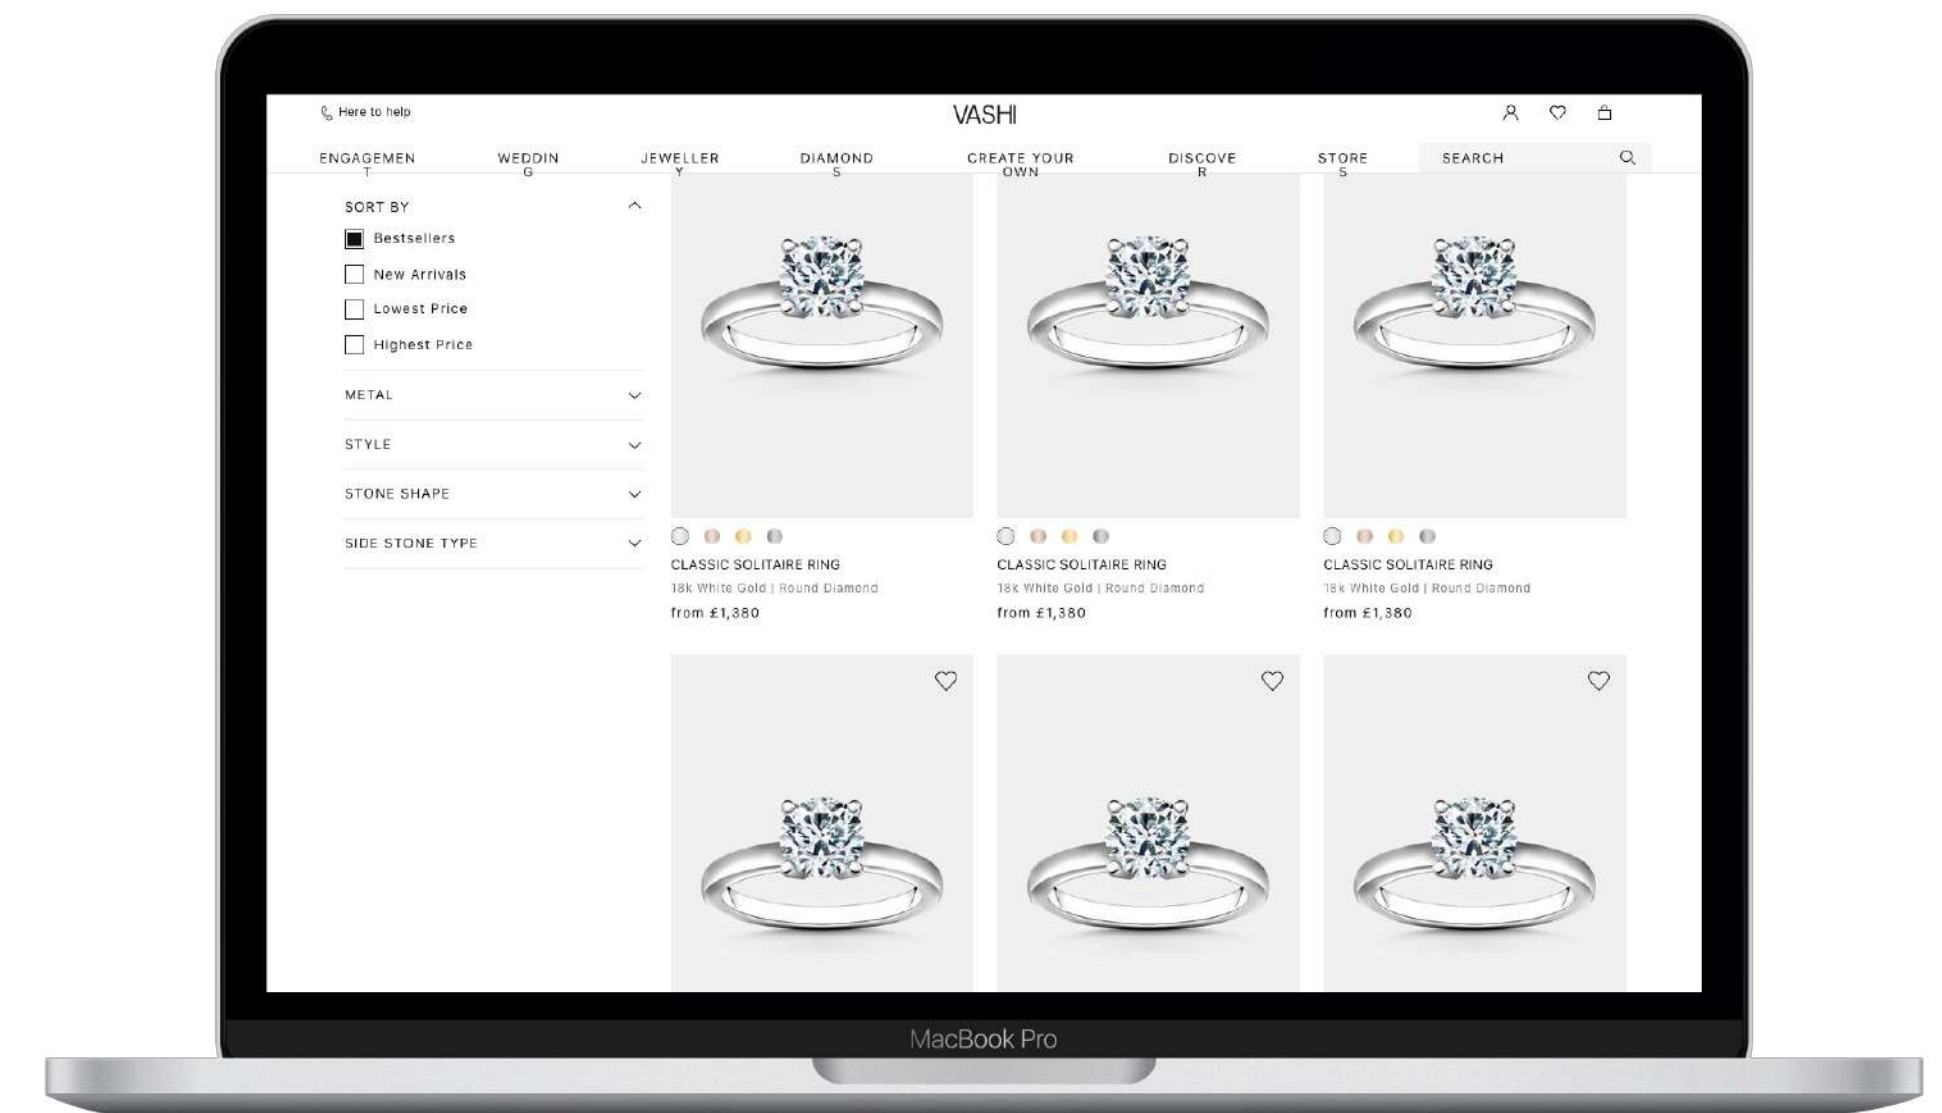 Here to help
VASHI
ENGAGEMEN
T
WEDDIN
G
JEWELLER
Y
DIAMOND
S
CREATE YOUR
OWN
DISCOVE
R
STORE
S
SEARCH
SORT BY
Bestsellers
New Arrivals
Lowest Price
Highest Price
METAL
STYLE
STONE SHAPE
SIDE STONE TYPE
CLASSIC SOLITAIRE RING
18k White Gold | Round Diamond
from £1,380
CLASSIC SOLITAIRE RING
18k White Gold | Round Diamond
from £1,380
CLASSIC SOLITAIRE RING
18k White Gold | Round Diamond
from £1,380
MacBook Pro